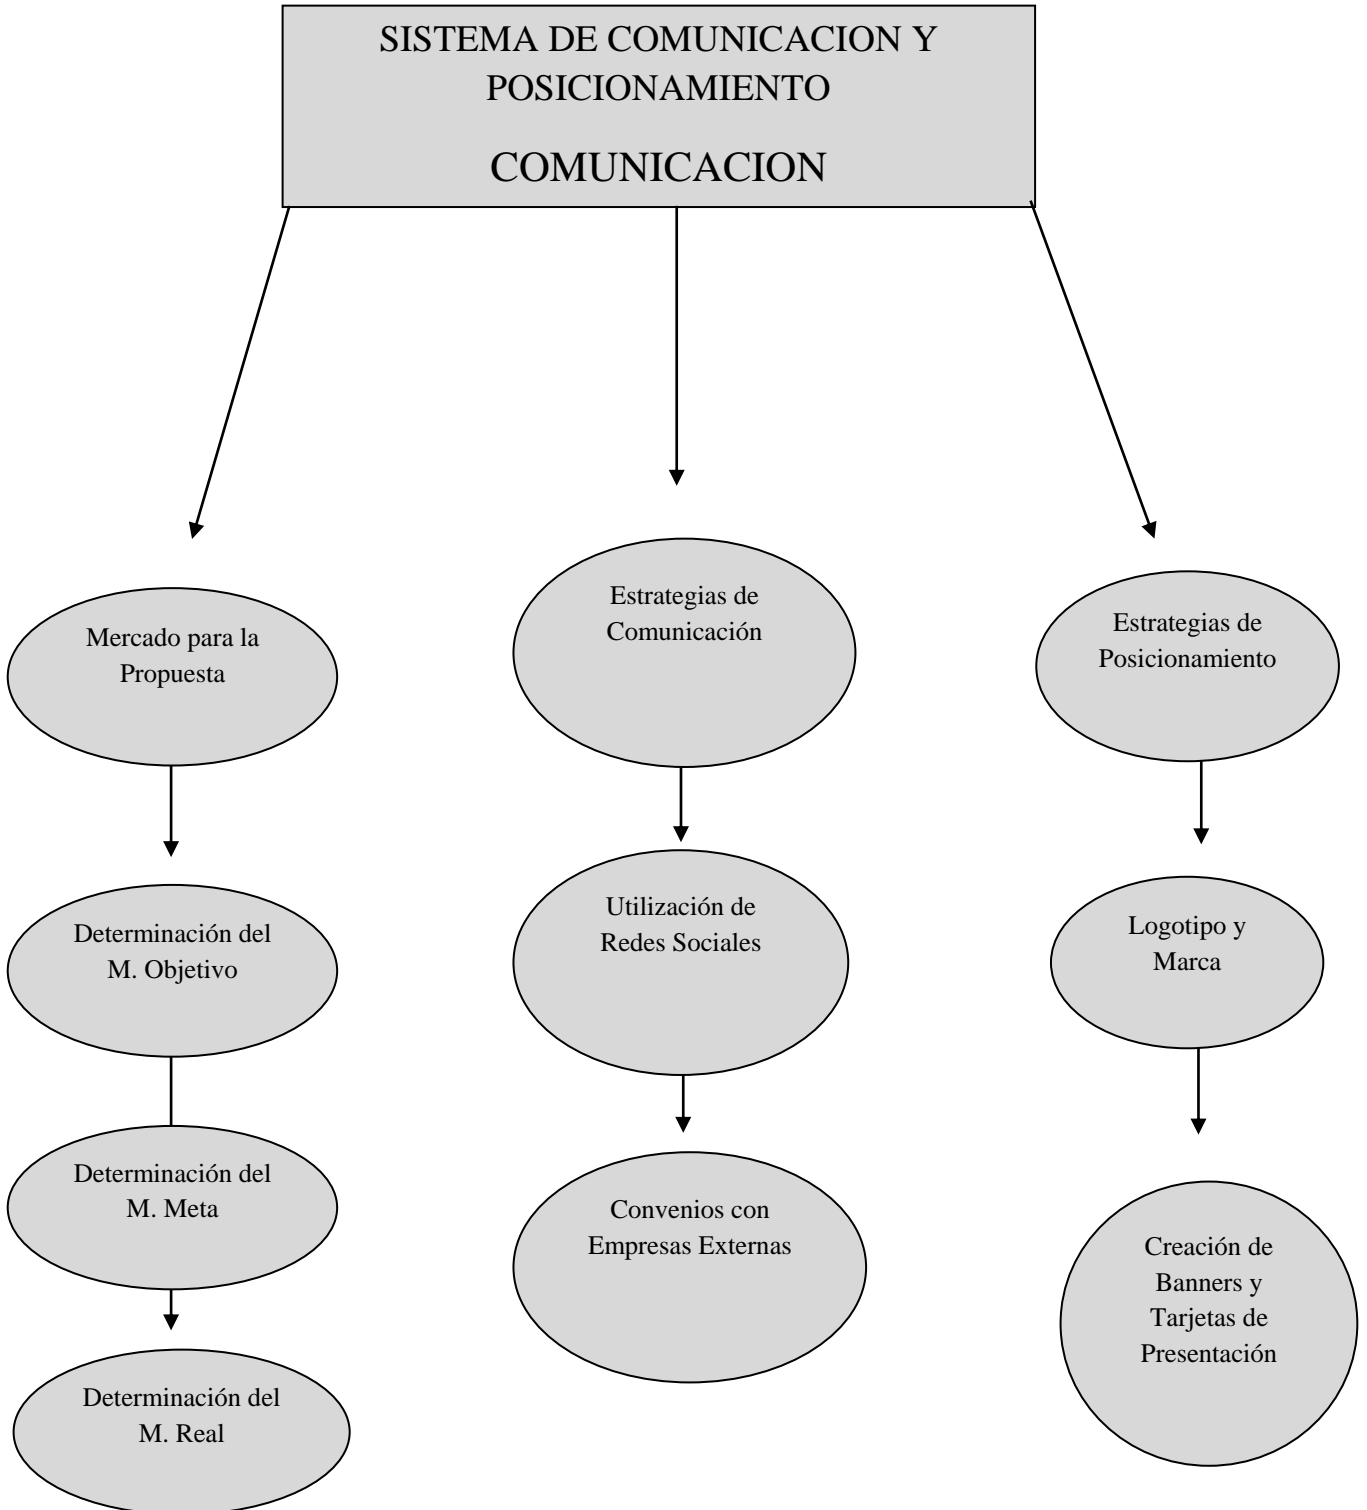 SISTEMA DE COMUNICACION Y
POSICIONAMIENTO
COMUNICACION
Mercado para la
Propuesta
Determinación del
M. Objetivo
Determinación del
M. Meta
Determinación del
M. Real
Estrategias de
Comunicación
Utilización de
Redes Sociales
Convenios con
Empresas Externas
Estrategias de
Posicionamiento
Logotipo y
Marca
Creación de
Banners y
Tarjetas de
Presentación